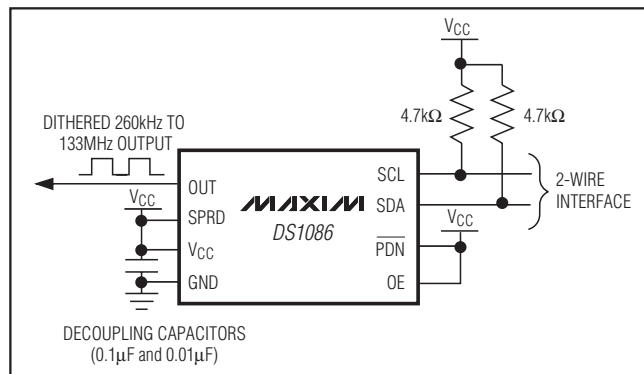 VCC
4.7kΩ
4.7kΩ
DITHERED 260kHz TO
133MHz OUTPUT
OUT
SPRD
VCC
GND
MAXIM
DS1086
SCL
SDA
PDN
OE
VCC
VCC
2-WIRE
INTERFACE
DECOUPLING CAPACITORS
(0.1μF and 0.01μF)